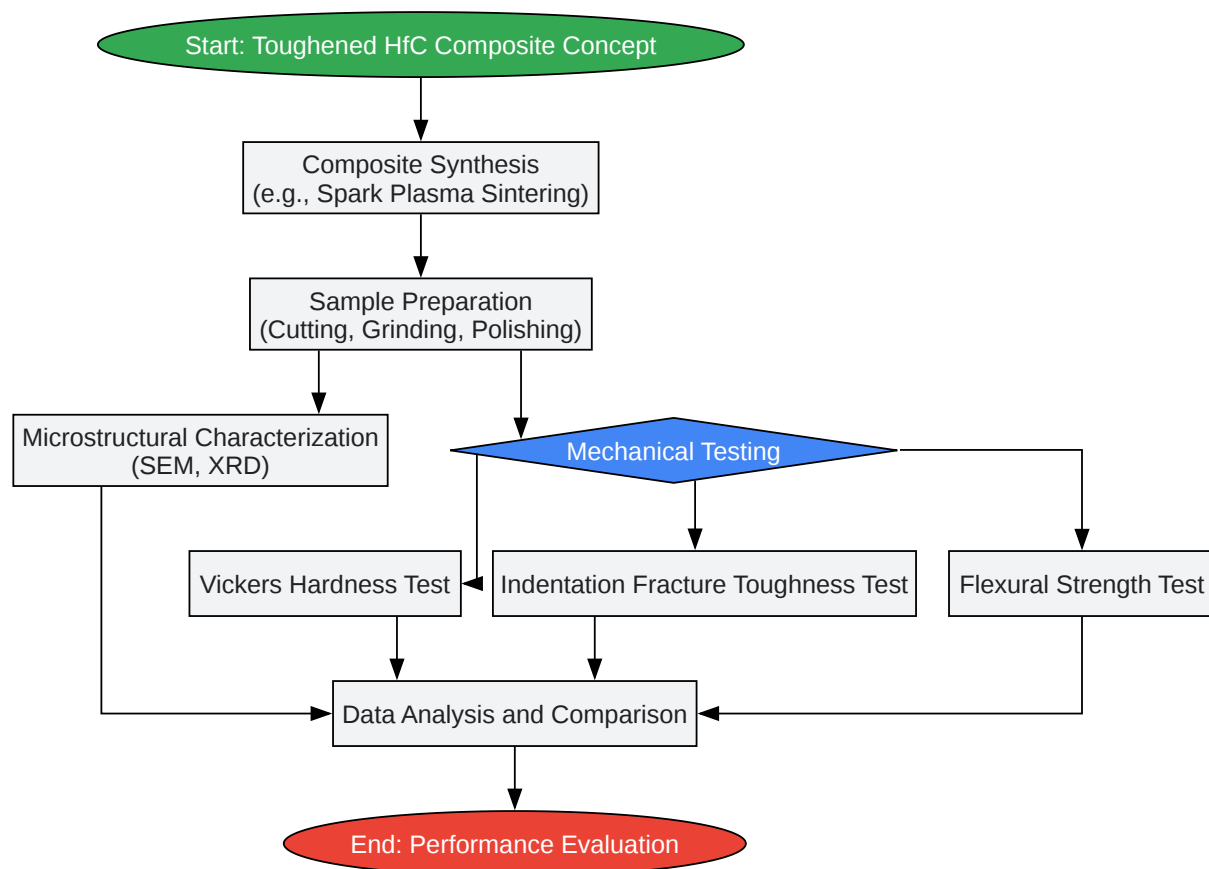 Start: Toughened HfC Composite Concept
Composite Synthesis
(e.g., Spark Plasma Sintering)
Sample Preparation
(Cutting, Grinding, Polishing)
Microstructural Characterization
(SEM, XRD)
Mechanical Testing
Vickers Hardness Test
Indentation Fracture Toughness Test
Flexural Strength Test
Data Analysis and Comparison
End: Performance Evaluation